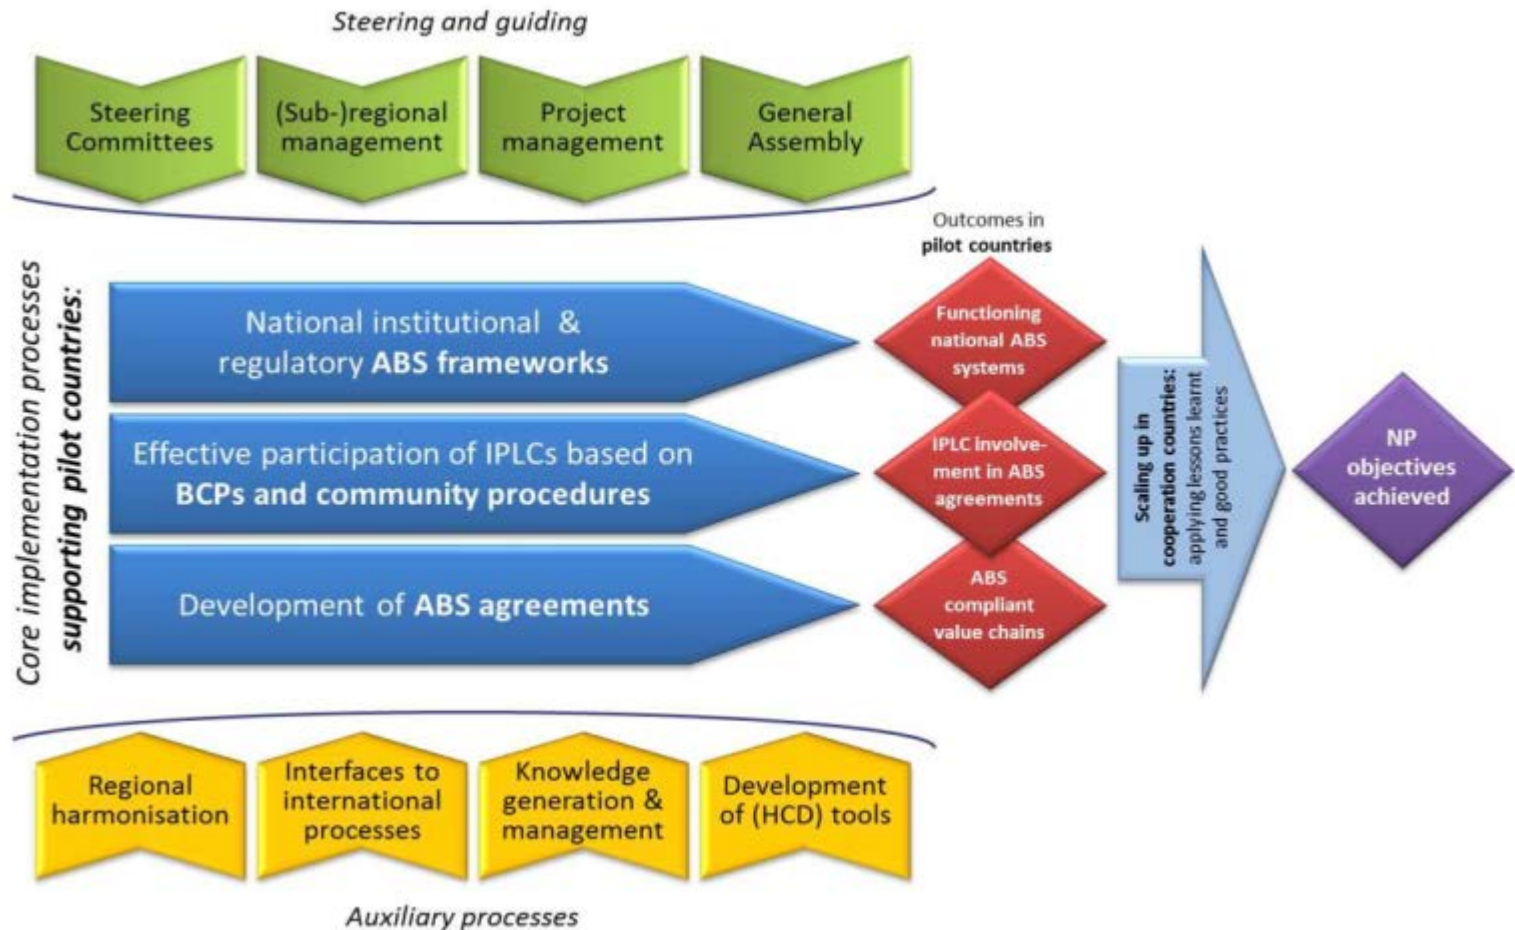 Steering and guiding
Steering
Committees
(Sub-)regional
management
Project
management
General
Assembly
Core implementation processes
supporting pilot countries:
Outcomes in
pilot countries
National institutional &
regulatory ABS frameworks
Effective participation of IPLCs based on
BCPs and community procedures
Development of ABS agreements
Functioning
national ABS
systems
IPLC involve-
ment in ABS
agreements
ABS
compliant
value chains
Scaling up in
cooperation countries:
applying lessons learnt
and good practices
NP
objectives
achieved
Regional
harmonisation
Interfaces to
international
processes
Knowledge
generation &
management
Development
of (HCD) tools
Auxiliary processes